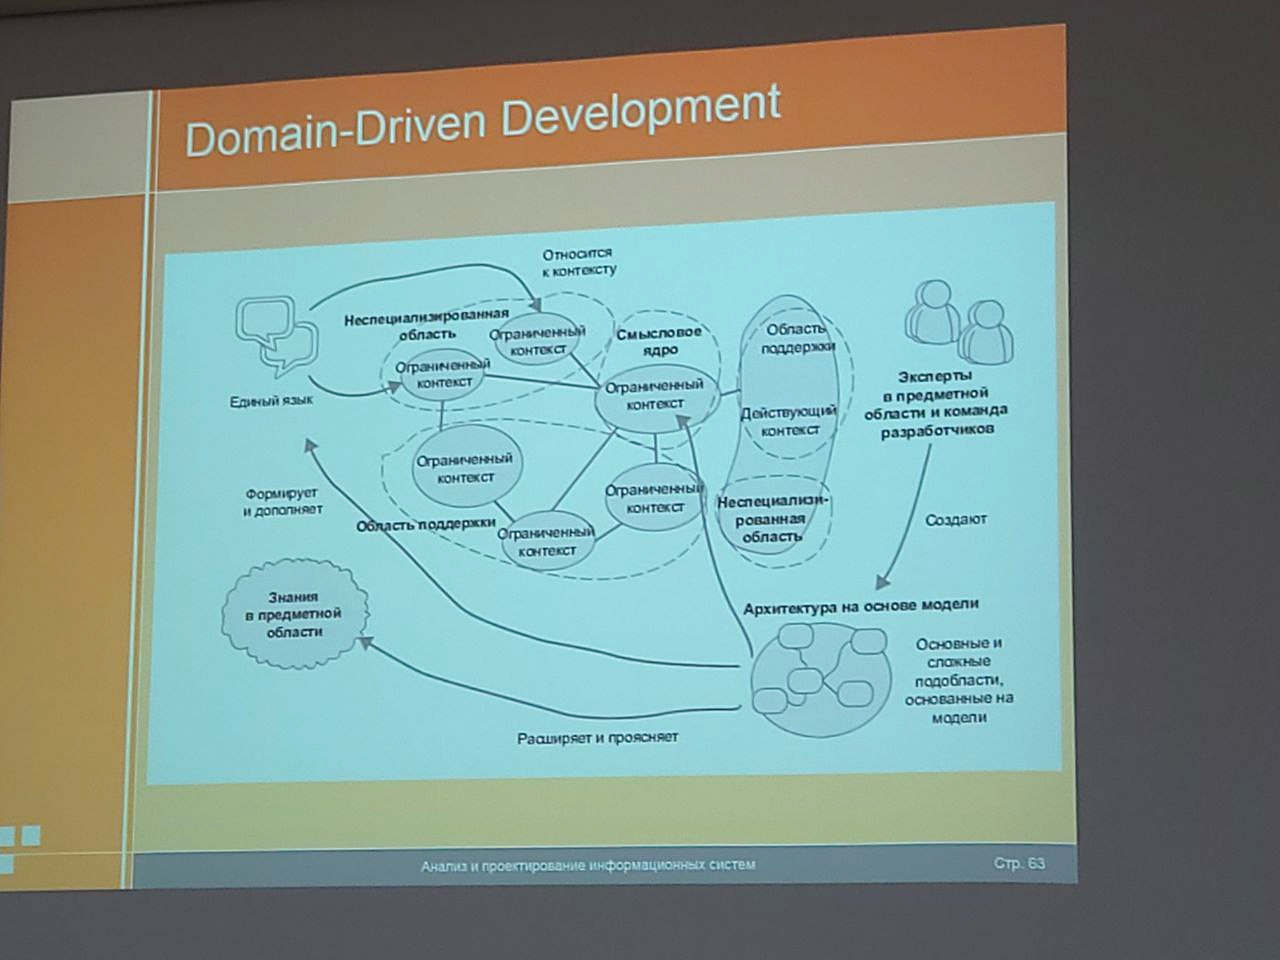 Domain-Driven Development
Относится
к контексту
Неспециализированная
область
Ограниченный
контекст
Ограниченный
контекст
Смысловое
ядро
Ограниченный
контекст
Область
поддержки
Действующий
контекст
Эксперты
в предметной
области и команда
разработчиков
Единый язык
Ограниченный
контекст
Ограниченный
контекст
Неспециализи-
рованная
область
Формирует
и дополняет
Область поддержки
Ограниченный
контекст
Создают
Знания
в предметной
области
Архитектура на основе модели
Основные и
сложные
подобласти,
основанные на
модели
Расширяет и проясняет
Анализ и проектирование информационных систем
Стр. 63